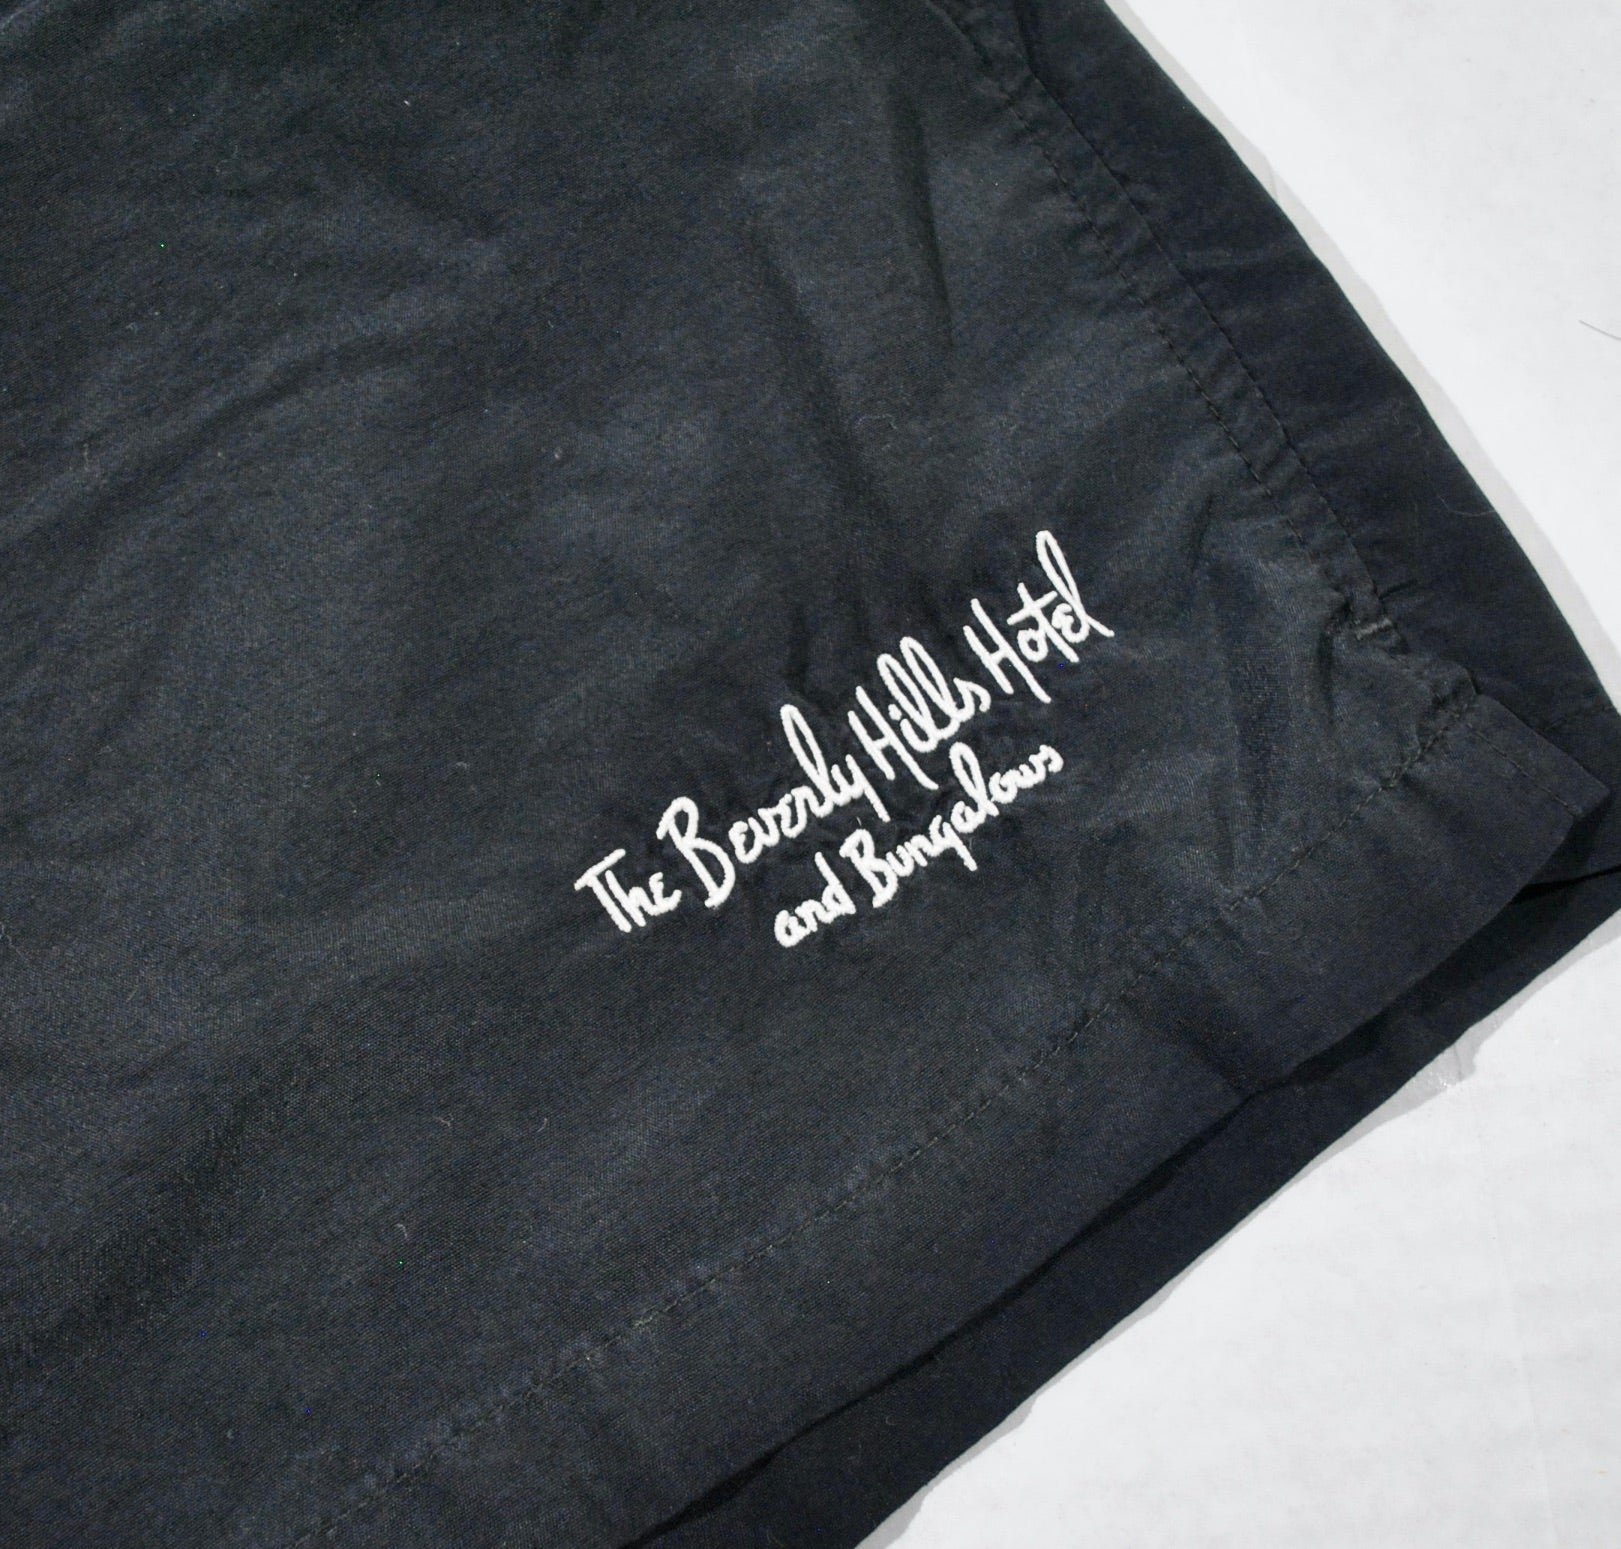 The Beverly Hills Hotel
and Bungalows